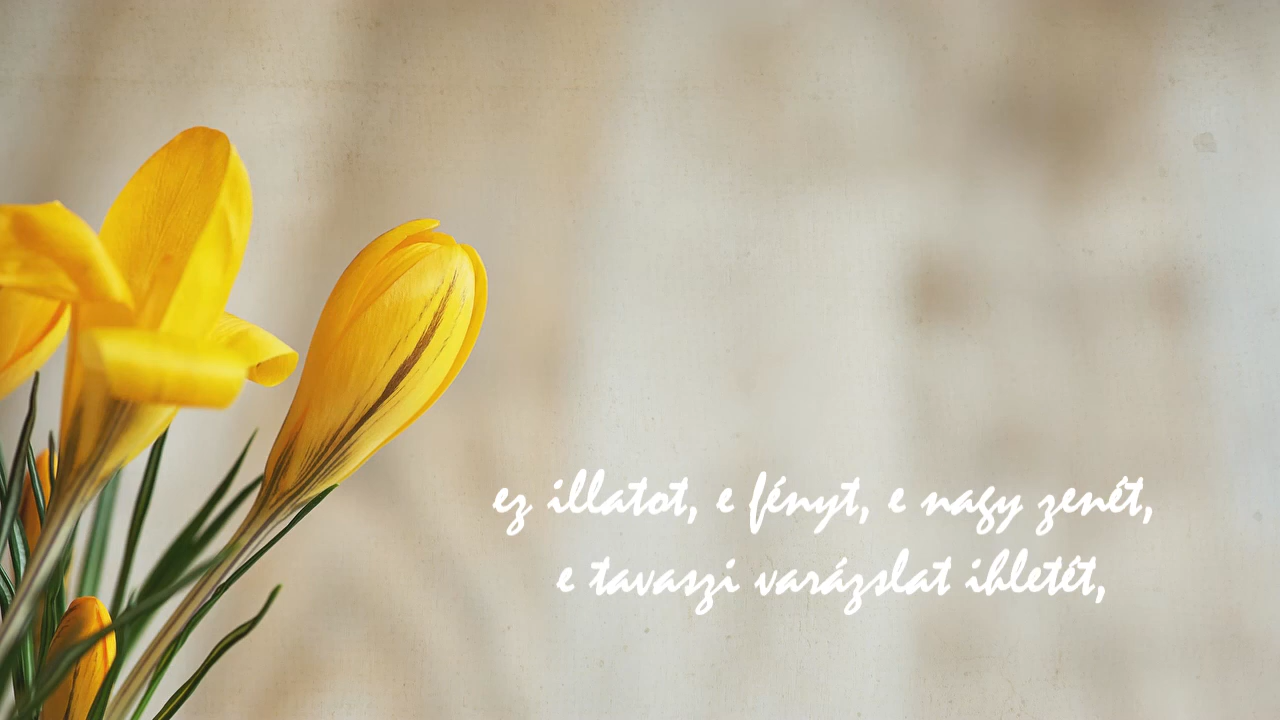 ez illatot, e fényt, e nagy zenét,
e tavaszi varázslat ihletét,